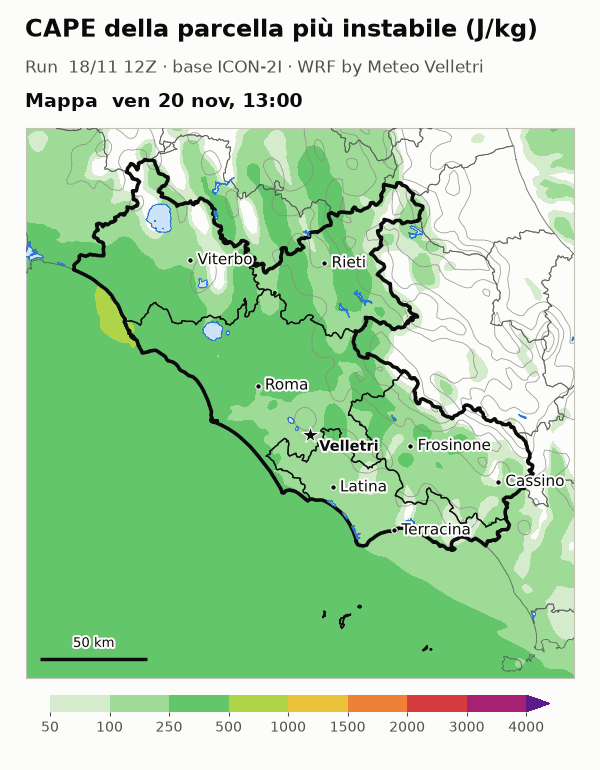 CAPE della parcella più instabile (J/kg)
Run 18/11 12Z · base ICON-2I · WRF by Meteo Velletri
Mappa ven 20 nov, 13:00
Viterbo
Rieti
Roma
Velletri
Frosinone
Cassino
Latina
Terracina
50 km
50 100 250 500 1000 1500 2000 3000 4000